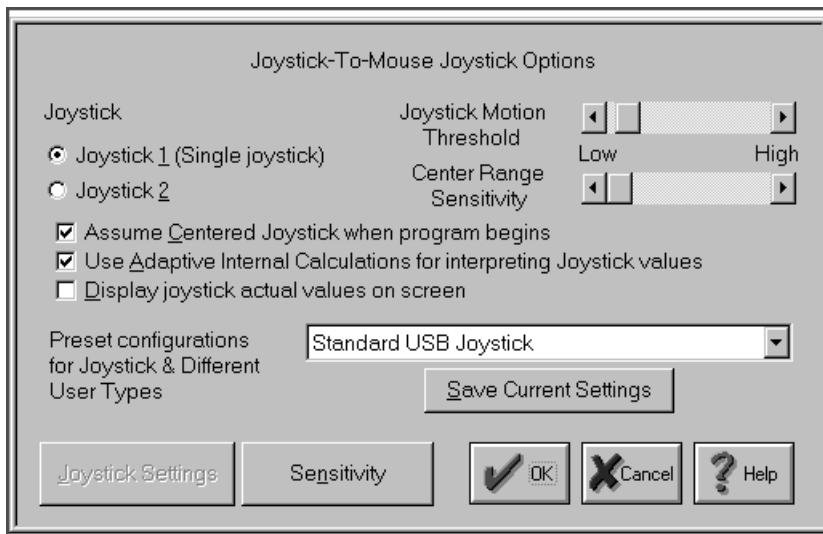 Joystick-To-Mouse Joystick Options
Joystick
Joystick 1 (Single joystick)
Joystick 2
Joystick Motion
Threshold
Low High
Center Range
Sensitivity
Assume Centered Joystick when program begins
Use Adaptive Internal Calculations for interpreting Joystick values
Display joystick actual values on screen
Preset configurations
for Joystick & Different
User Types
Standard USB Joystick
Save Current Settings
Joystick Settings
Sensitivity
OK
Cancel
Help